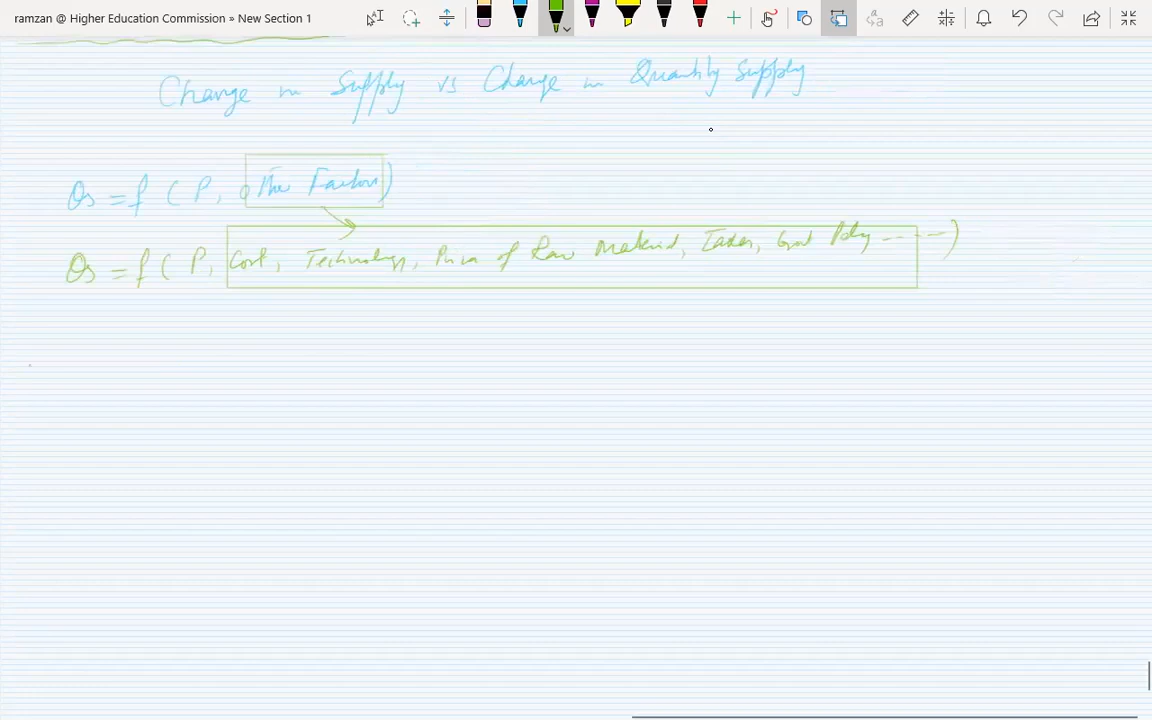 ramzan @ Higher Education Commission » New Section 1
Change in Supply vs Change in Quantity Supply
Qs = f ( P, other Factors)
Qs = f ( P, Cost, Technology, Price of Raw Material, Taxes, Govt Policy -----)